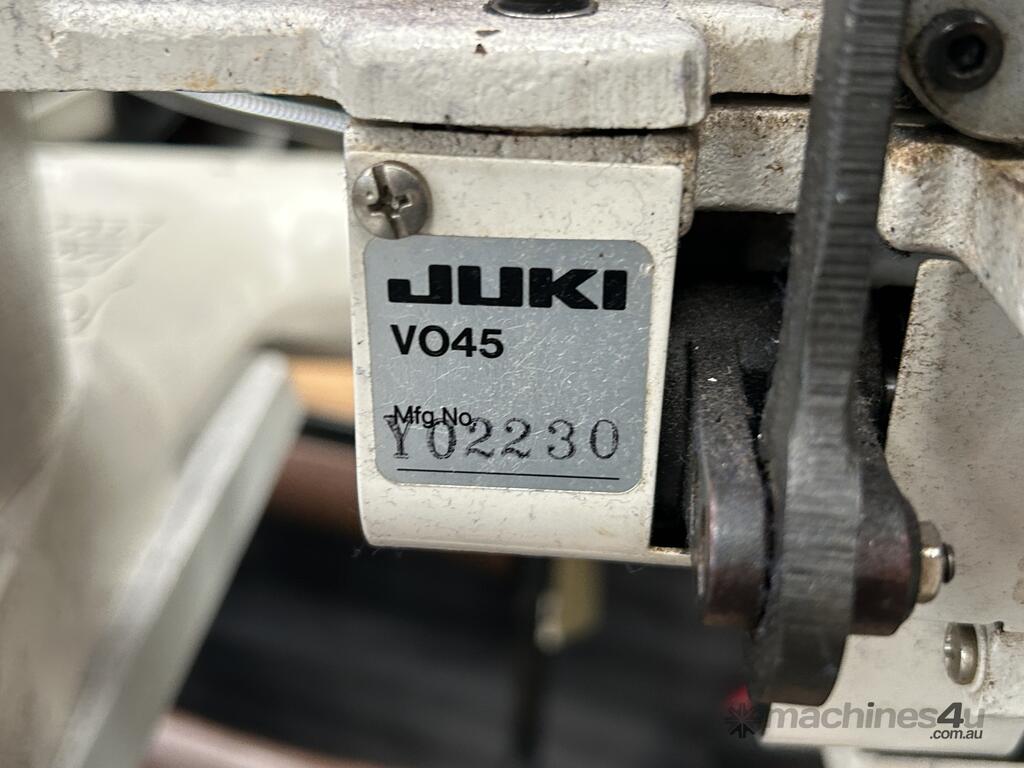 JUKI
VO45
Mfg No.
Y02230
machines4u
.com.au